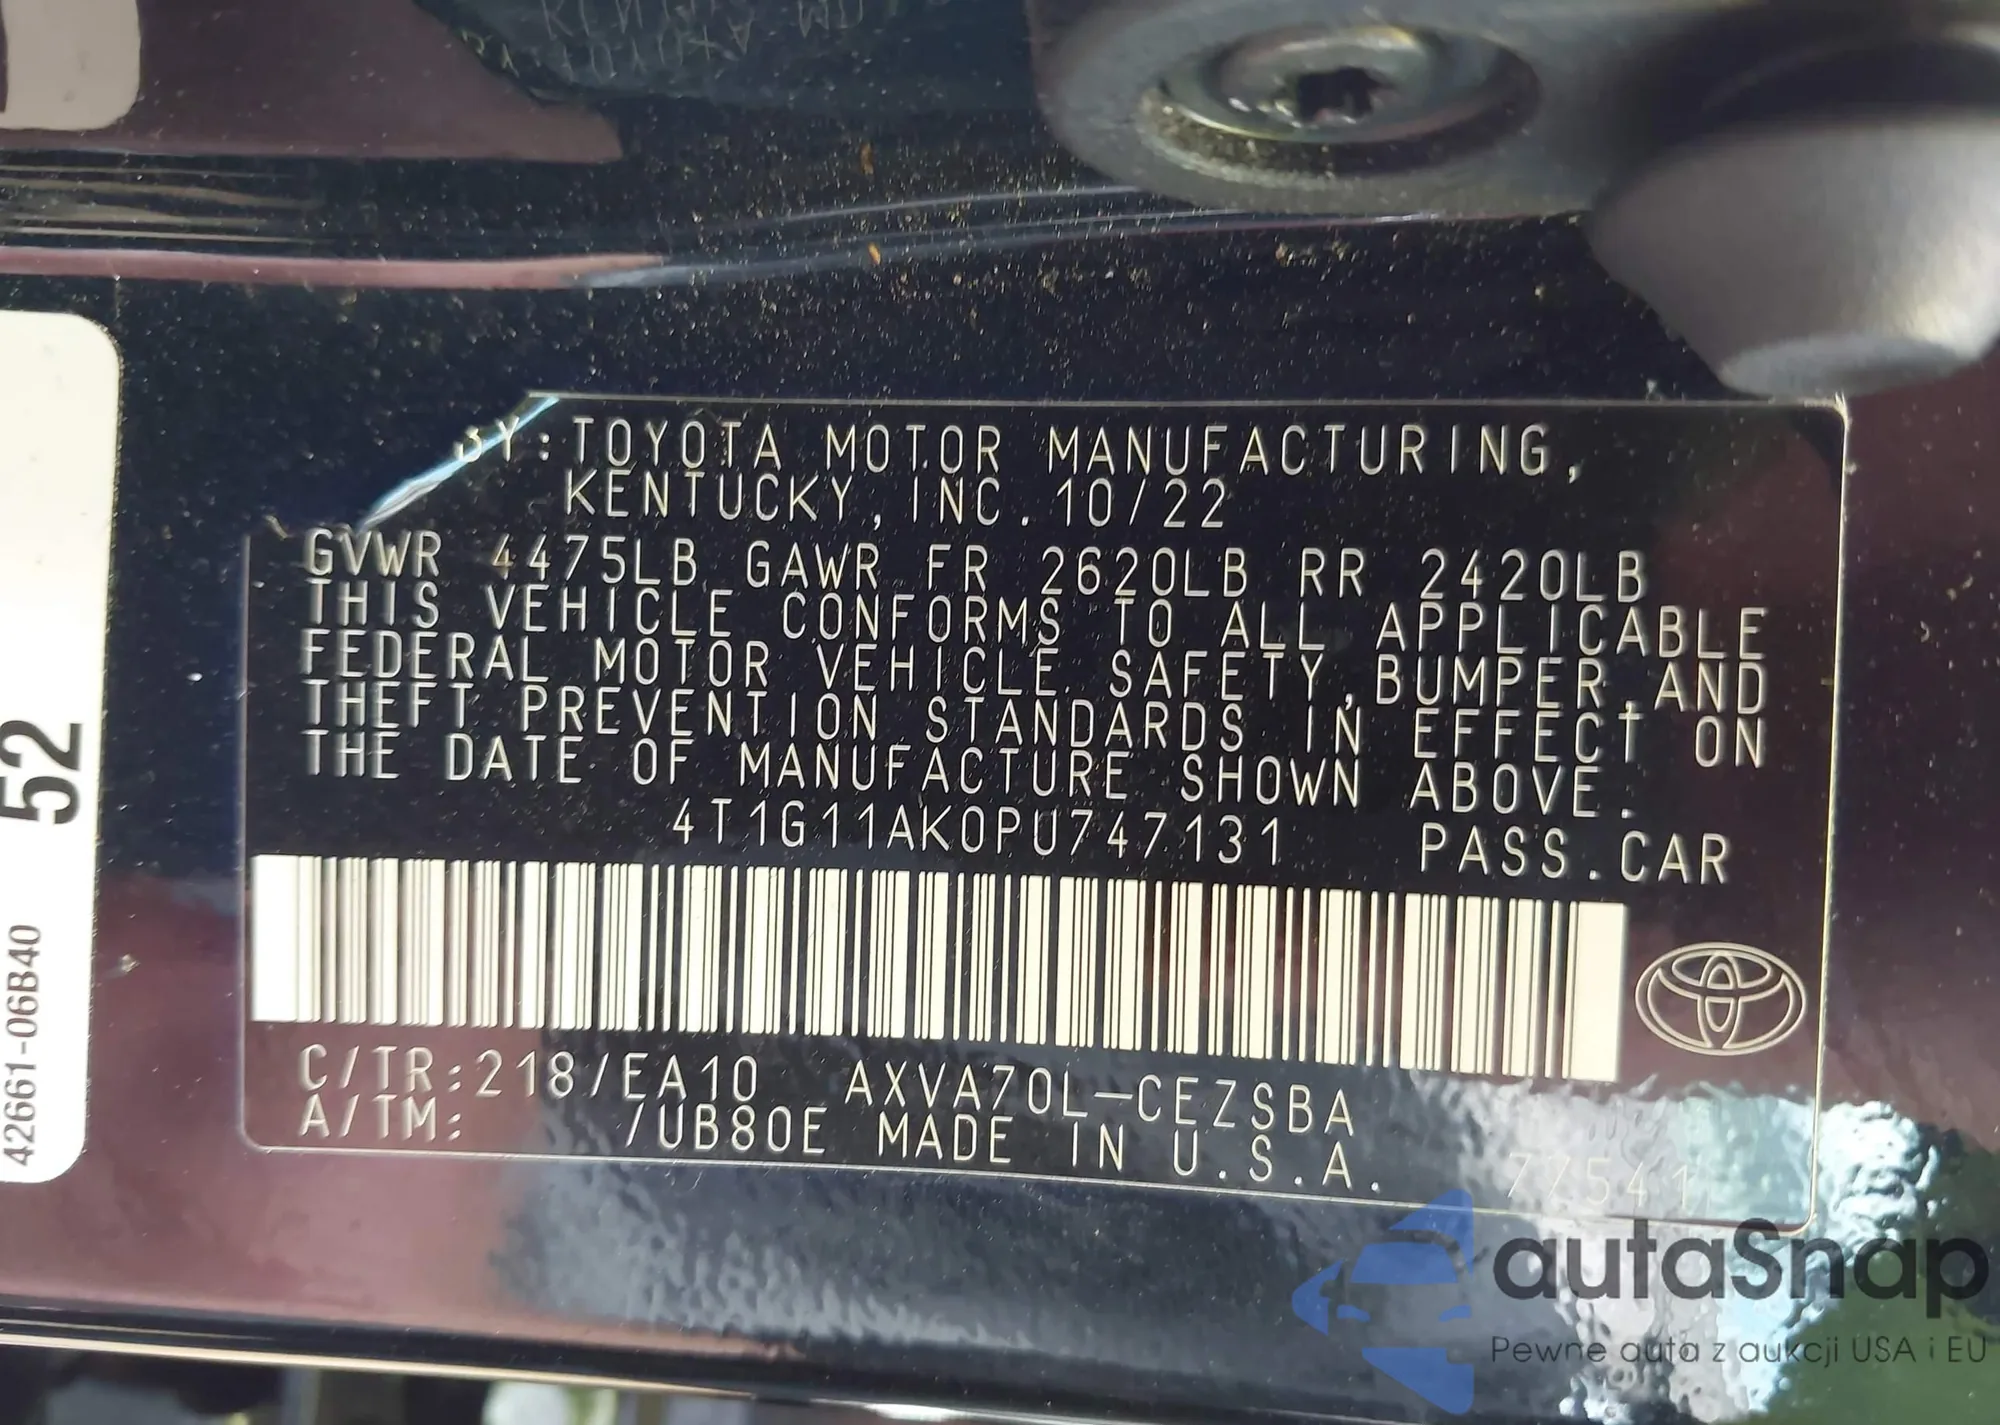 BY: TOYOTA MOTOR MANUFACTURING,
KENTUCKY, INC. 10/22
GVWR 4475LB GAWR FR 2620LB RR 2420LB
THIS VEHICLE CONFORMS TO ALL APPLICABLE
FEDERAL MOTOR VEHICLE SAFETY, BUMPER, AND
THEFT PREVENTION STANDARDS IN EFFECT ON
THE DATE OF MANUFACTURE SHOWN ABOVE.
4T1G11AK0PU747131 PASS.CAR
C/TR:218/EA10 AXVA70L-CEZSBA
A/TM: /UB80E MADE IN U.S.A.
52
42661-06B40
autaSnap
Pewne auta z aukcji USA i EU